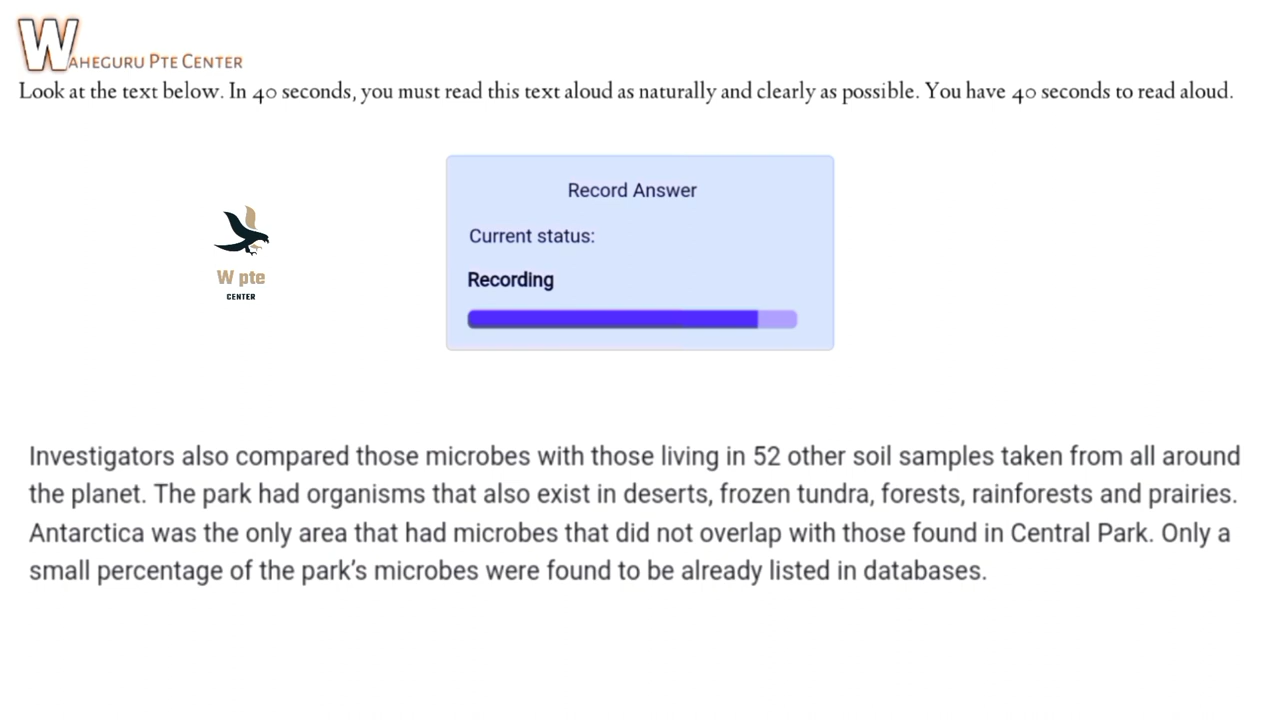 WAHEGURU PTE CENTER
Look at the text below. In 40 seconds, you must read this text aloud as naturally and clearly as possible. You have 40 seconds to read aloud.
Record Answer
Current status:
Recording
W pte
CENTER
Investigators also compared those microbes with those living in 52 other soil samples taken from all around
the planet. The park had organisms that also exist in deserts, frozen tundra, forests, rainforests and prairies.
Antarctica was the only area that had microbes that did not overlap with those found in Central Park. Only a
small percentage of the park’s microbes were found to be already listed in databases.